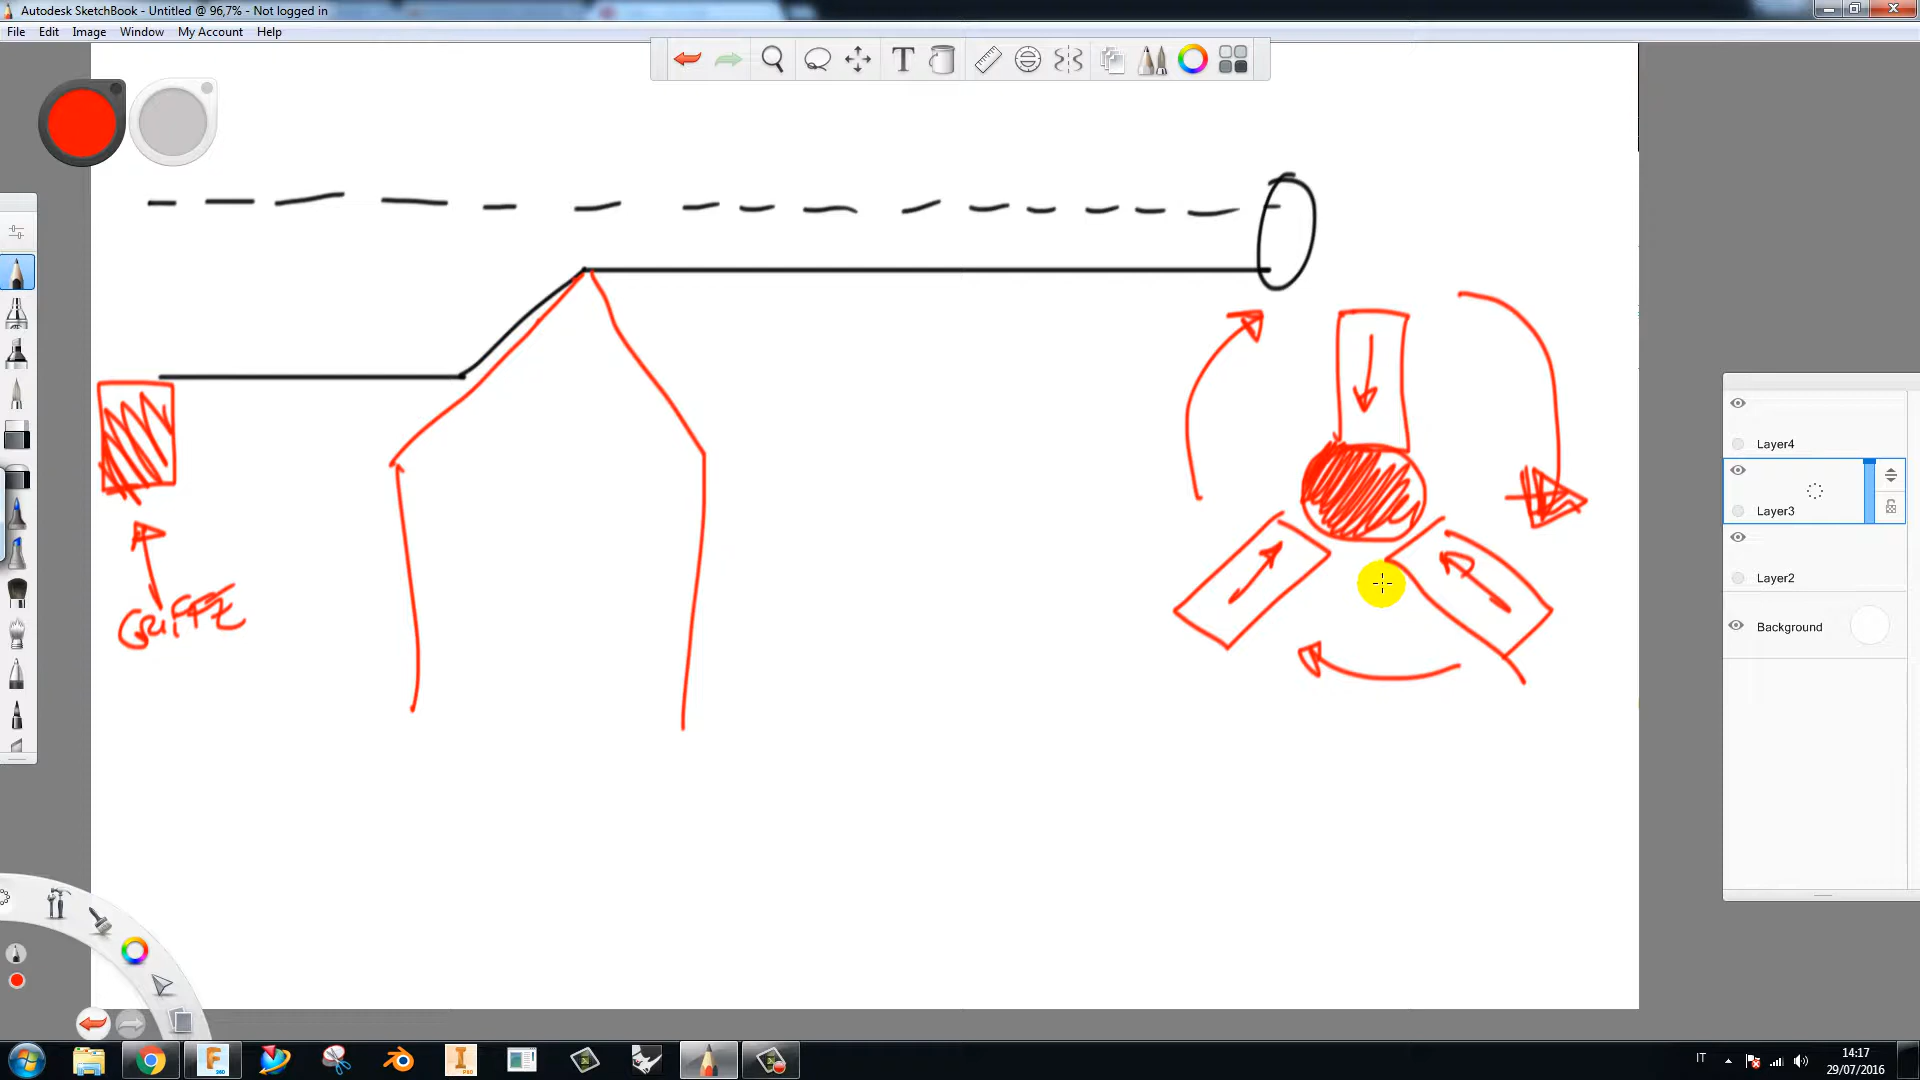 Autodesk SketchBook - Untitled @ 96,7% - Not logged in
File Edit Image Window My Account Help
T
Layer4
Layer3
Layer2
Background
IT
14:17
29/07/2016